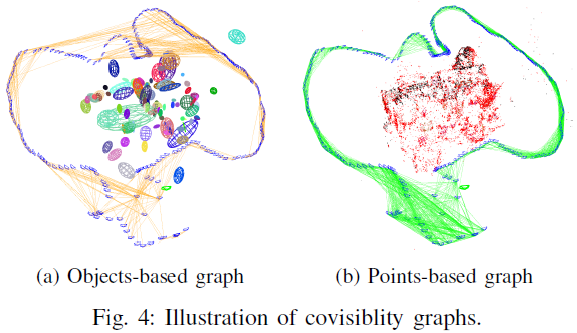 (a) Objects-based graph
(b) Points-based graph
Fig. 4: Illustration of covisiblity graphs.